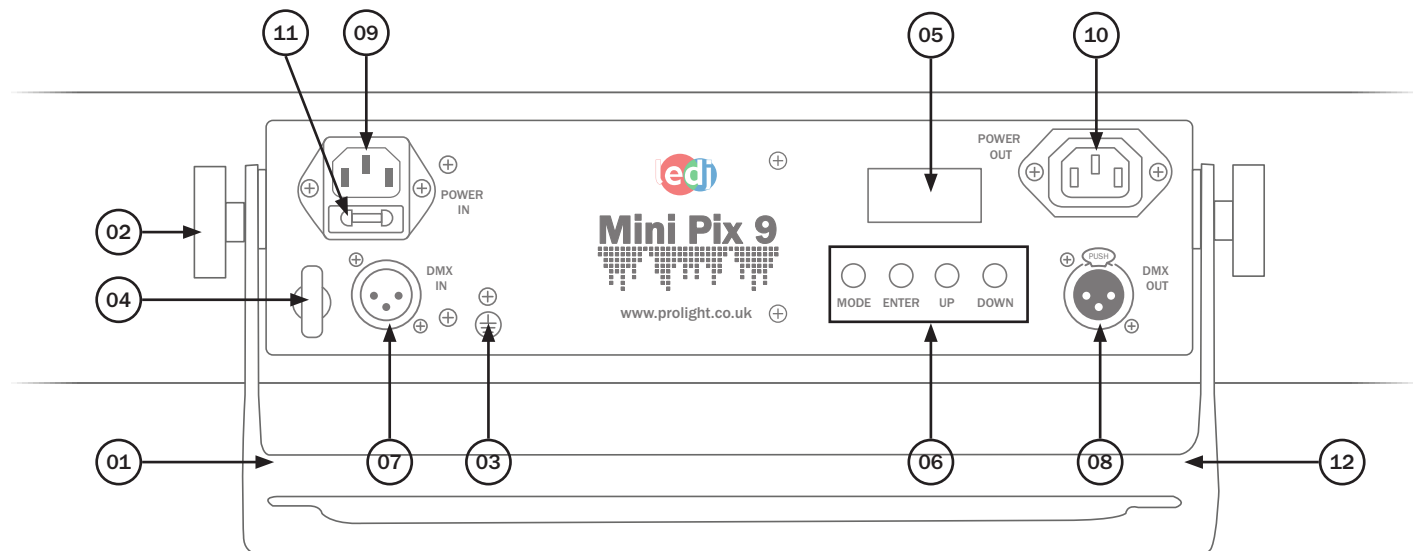 11
09
05
10
POWER
OUT
ledj
POWER
IN
Mini Pix 9
02
04
DMX
IN
MODE ENTER UP DOWN
PUSH
DMX
OUT
www.prolight.co.uk
01
07
03
06
08
12